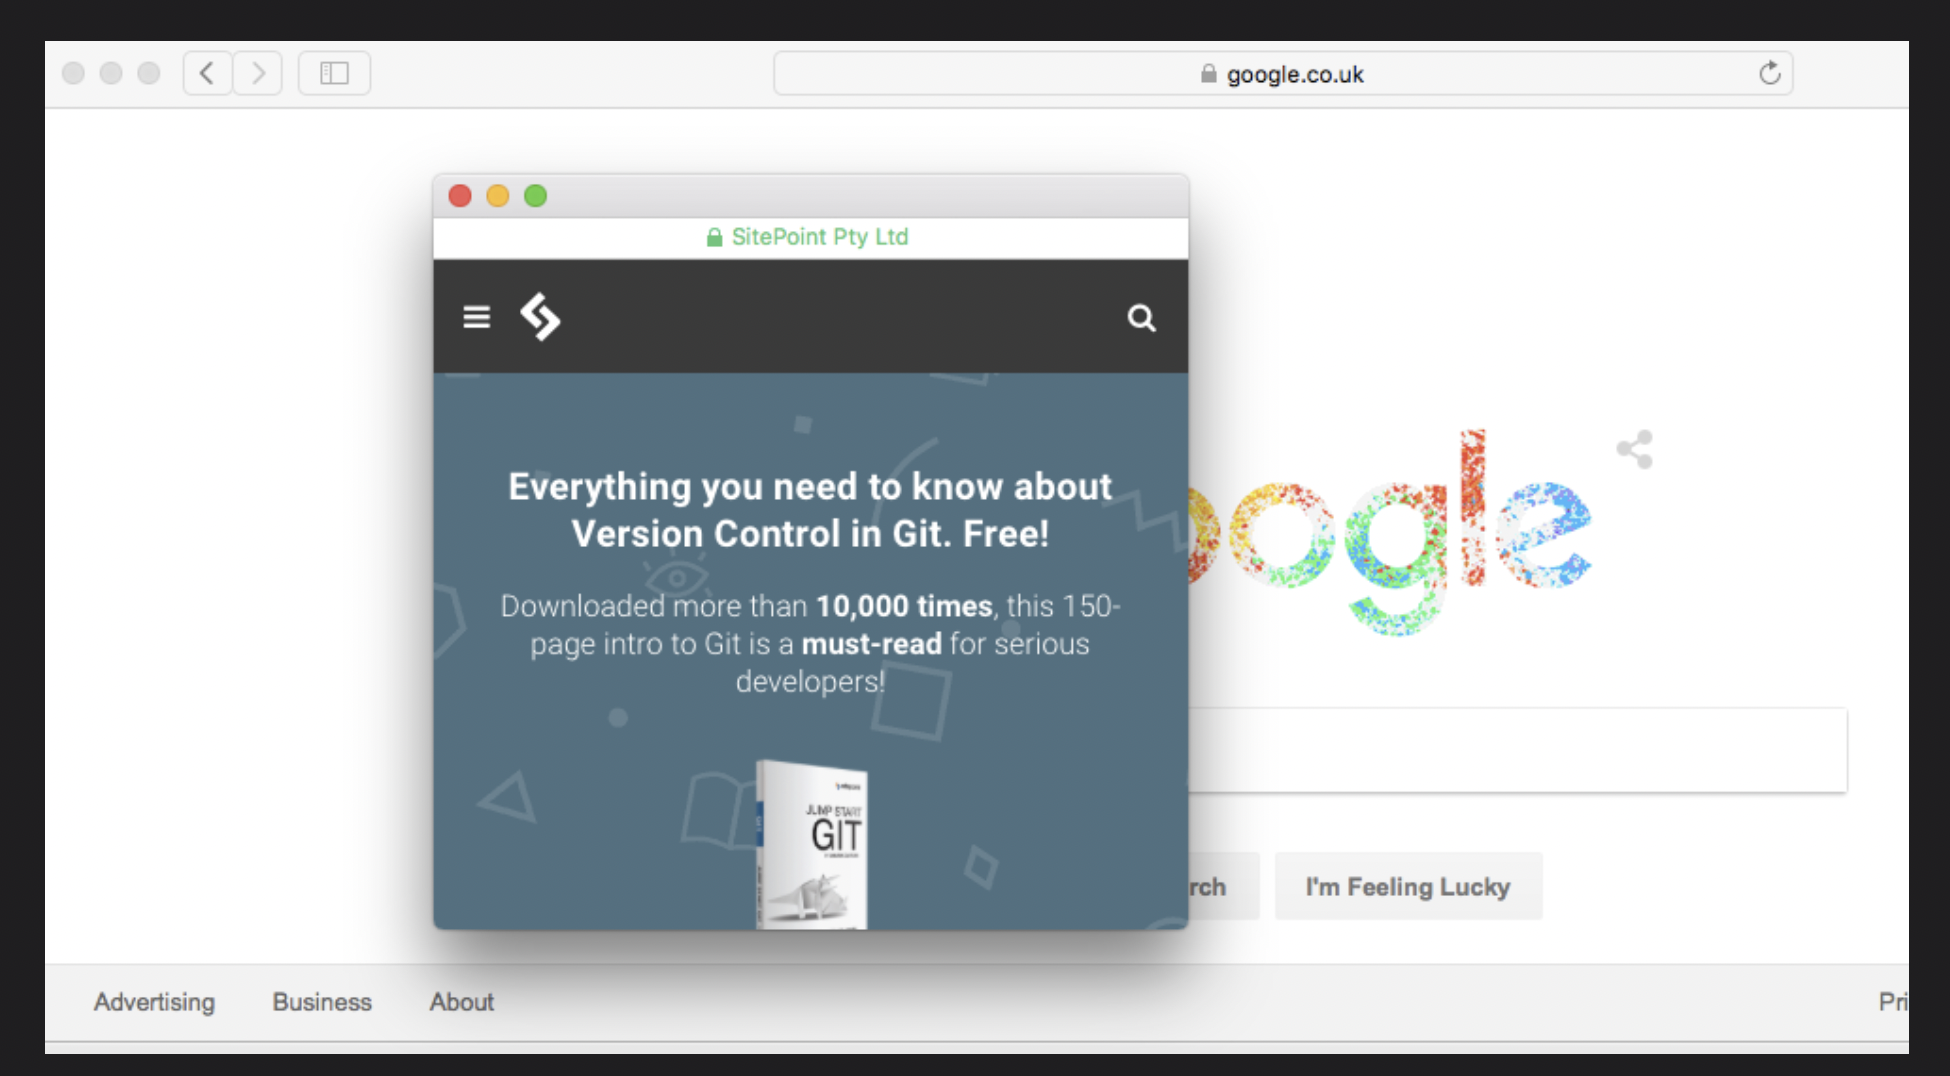 google.co.uk
SitePoint Pty Ltd
Everything you need to know about
Version Control in Git. Free!
Downloaded more than 10,000 times, this 150-
page intro to Git is a must-read for serious
developers!
JUMP START
GIT
ogle
rch
I'm Feeling Lucky
Advertising
Business
About
Pri